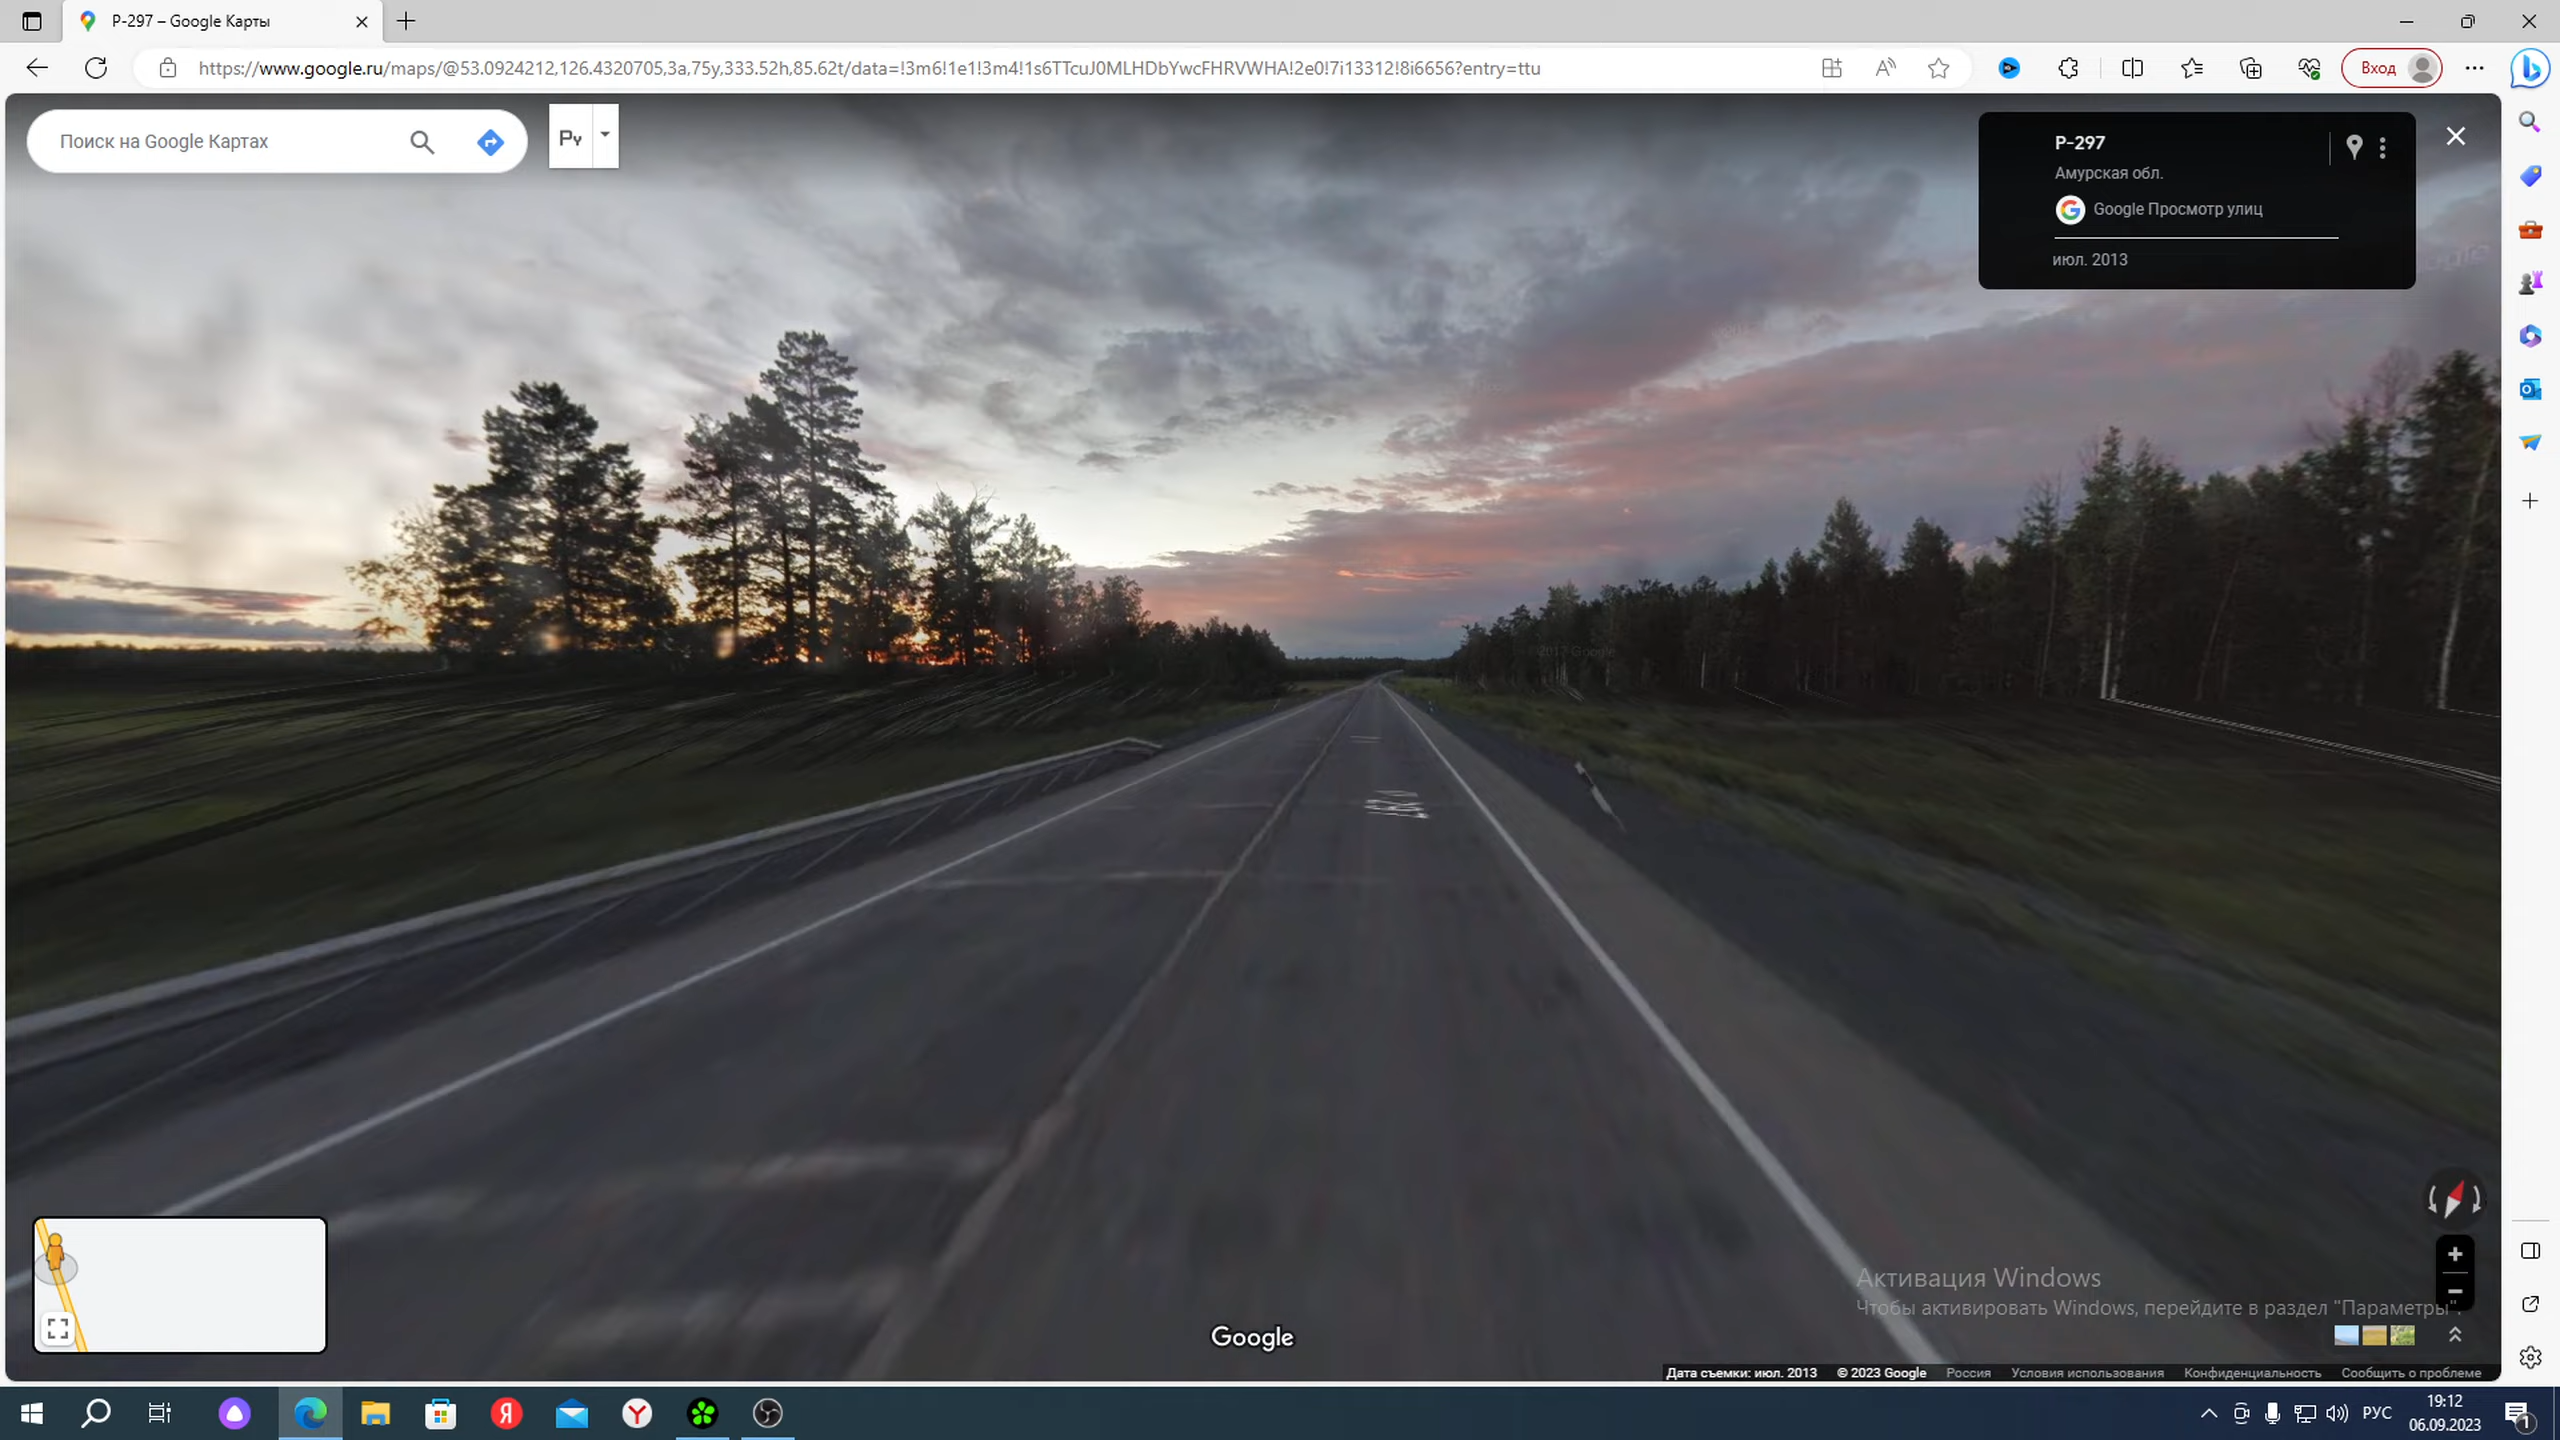 P-297 – Google Карты
https://www.google.ru/maps/@53.0924212,126.4320705,3a,75y,333.52h,85.62t/data=!3m6!1e1!3m4!1s6TTcuJ0MLHDbYwcFHRVWHA!2e0!7i13312!8i6656?entry=ttu
Вход
Поиск на Google Картах
Ру
P-297
Амурская обл.
Google Просмотр улиц
июл. 2013
Активация Windows
Чтобы активировать Windows, перейдите в раздел "Параметры".
Google
Дата съемки: июл. 2013 © 2023 Google Россия Условия использования Конфиденциальность Сообщить о проблеме
РУС
19:12
06.09.2023
1